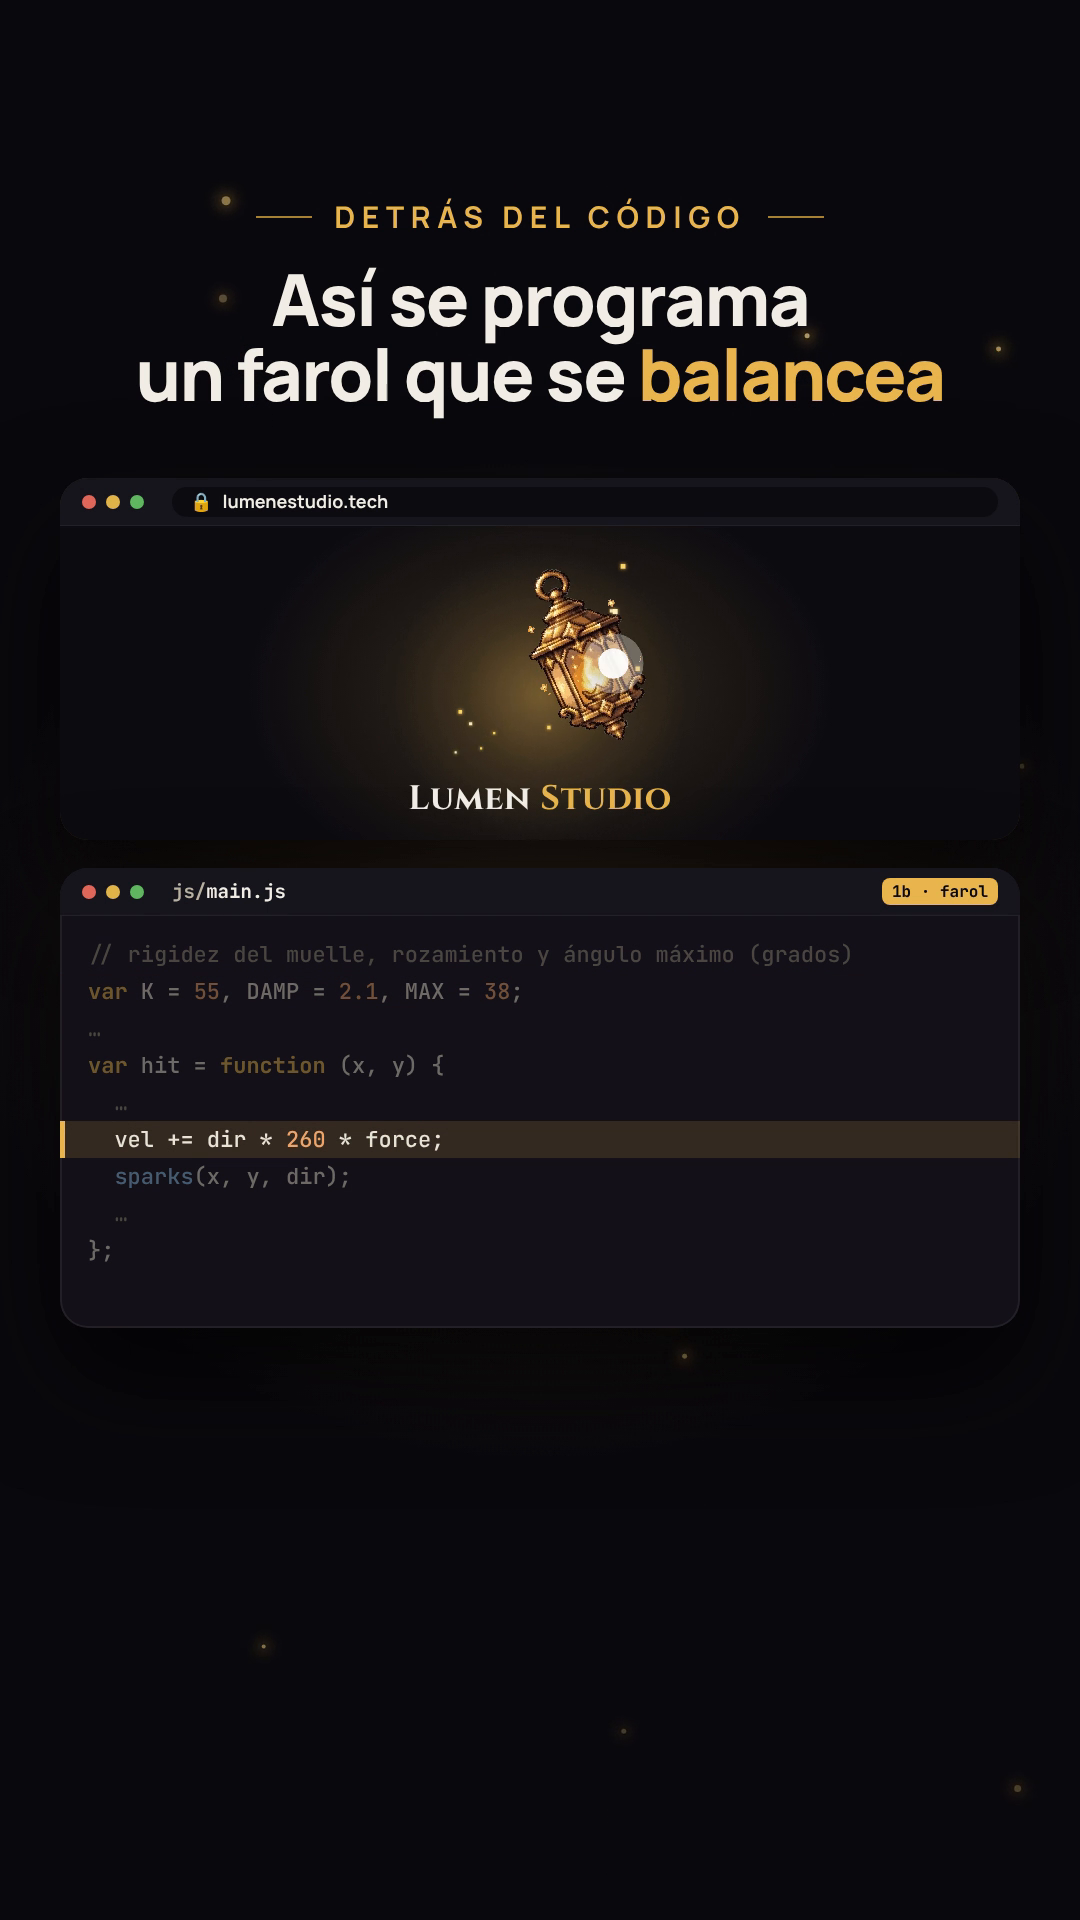 DETRÁS DEL CÓDIGO
Así se programa
un farol que se balancea
lumenestudio.tech
LUMEN STUDIO
js/main.js
1b · farol
// rigidez del muelle, rozamiento y ángulo máximo (grados)
var K = 55, DAMP = 2.1, MAX = 38;
…
var hit = function (x, y) {
…
vel += dir * 260 * force;
sparks(x, y, dir);
…
};